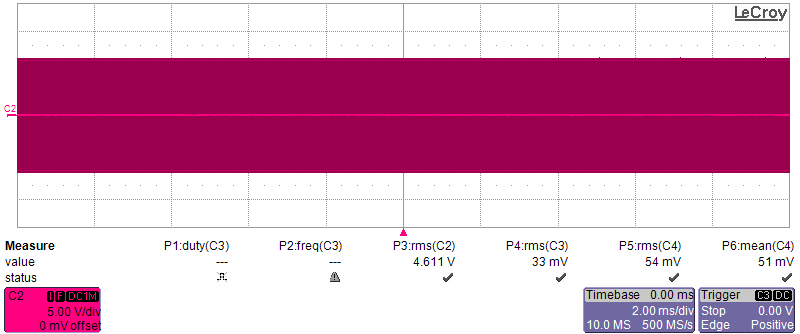 LeCroy
C2
Measure P1:duty(C3) P2:freq(C3) P3:rms(C2) P4:rms(C3) P5:rms(C4) P6:mean(C4)
value --- --- 4.611 V 33 mV 54 mV 51 mV
status
C2 I F DC1M
5.00 V/div
0 mV offset
Timebase 0.00 ms
2.00 ms/div
10.0 MS 500 MS/s
Trigger C3 DC
Stop 0.00 V
Edge Positive